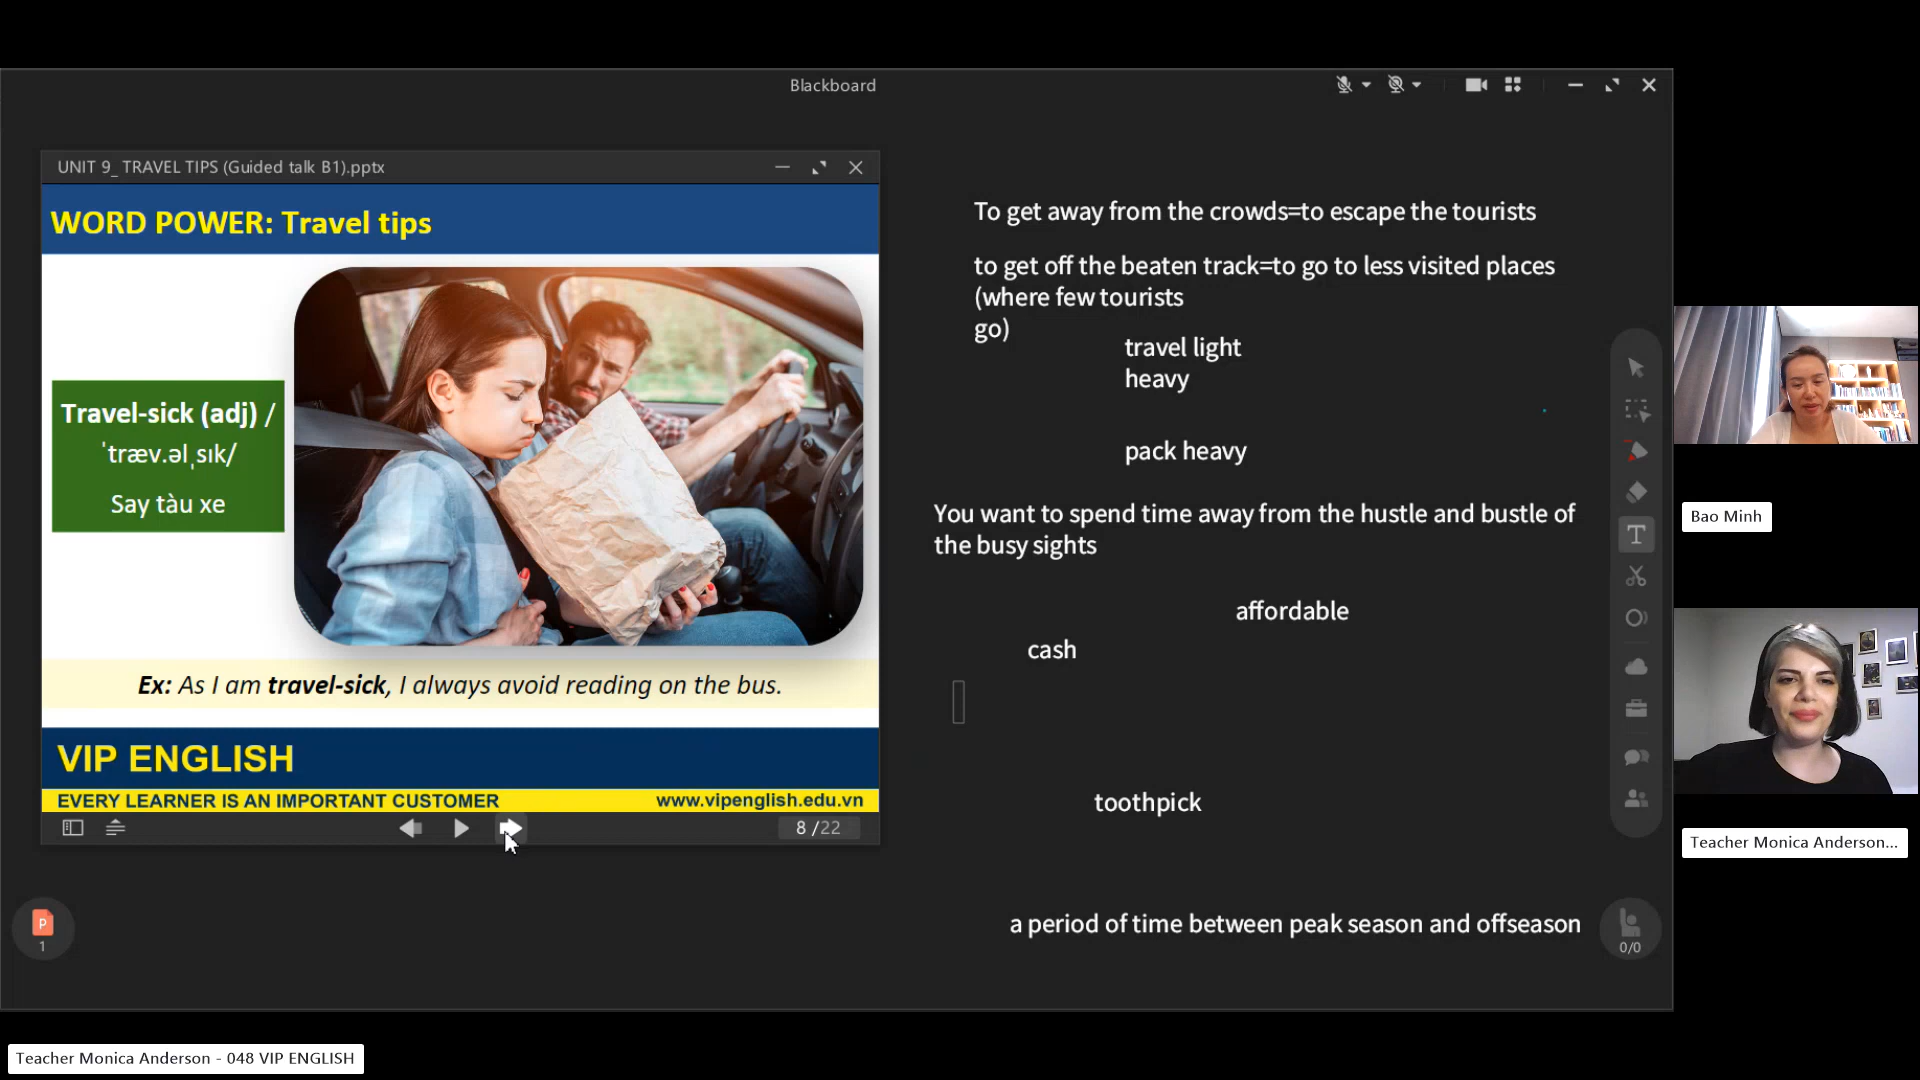 Blackboard
UNIT 9_ TRAVEL TIPS (Guided talk B1).pptx
WORD POWER: Travel tips
Travel-sick (adj) /
ˈtræv.əlˌsɪk/
Say tàu xe
Ex: As I am travel-sick, I always avoid reading on the bus.
VIP ENGLISH
EVERY LEARNER IS AN IMPORTANT CUSTOMER
www.vipenglish.edu.vn
8 /22
P
1
To get away from the crowds=to escape the tourists
to get off the beaten track=to go to less visited places
(where few tourists
go)
travel light
heavy
pack heavy
You want to spend time away from the hustle and bustle of
the busy sights
affordable
cash
toothpick
a period of time between peak season and offseason
T
0/0
Bao Minh
Teacher Monica Anderson...
Teacher Monica Anderson - 048 VIP ENGLISH